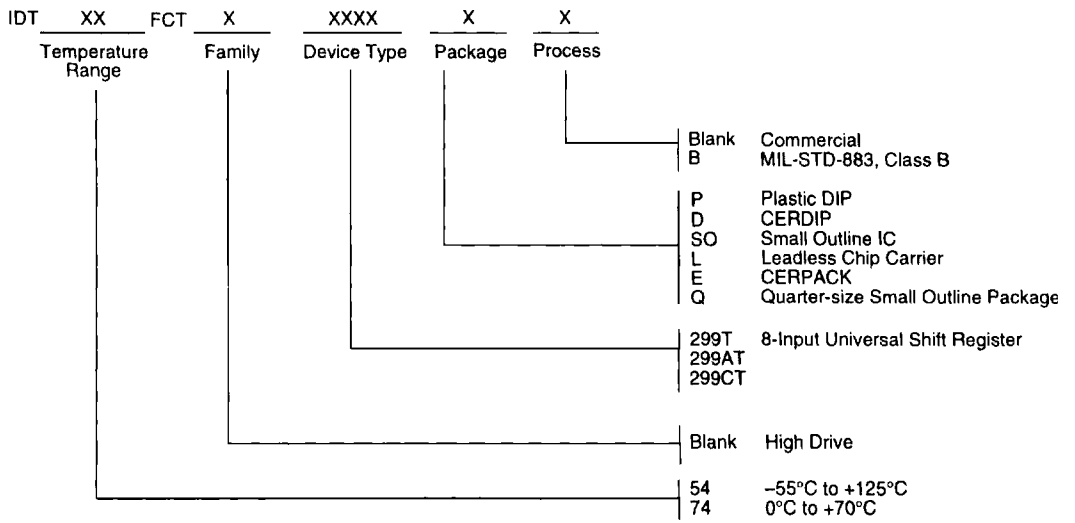 IDT XX FCT X XXXX X X
Temperature Range Family Device Type Package Process
Blank Commercial
B MIL-STD-883, Class B
P Plastic DIP
D CERDIP
SO Small Outline IC
L Leadless Chip Carrier
E CERPACK
Q Quarter-size Small Outline Package
299T 8-Input Universal Shift Register
299AT
299CT
Blank High Drive
54 –55°C to +125°C
74 0°C to +70°C